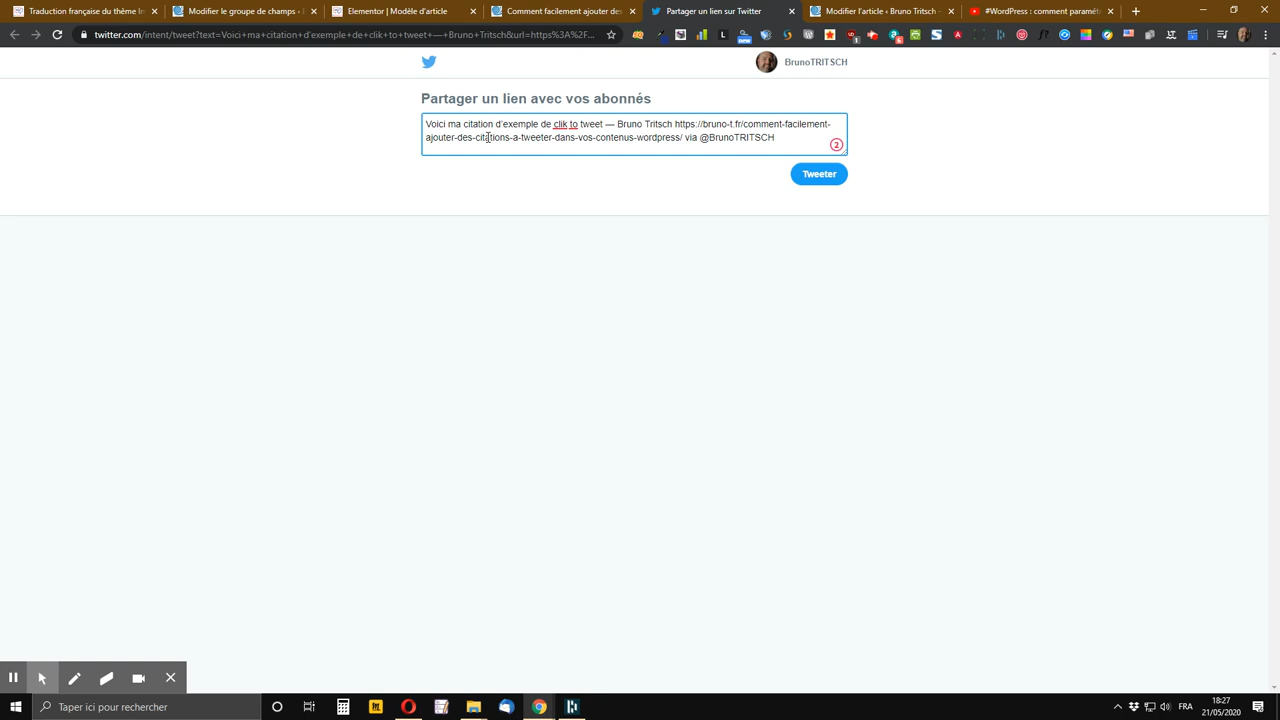 Traduction française du thème I
Modifier le groupe de champs ‹
Elementor | Modèle d'article
Comment facilement ajouter des
Partager un lien sur Twitter
Modifier l'article ‹ Bruno Tritsch —
#WordPress : comment paramét
twitter.com/intent/tweet?text=Voici+ma+citation+d'exemple+de+clik+to+tweet+—+Bruno+Tritsch&url=https%3A%2F...
BrunoTRITSCH
Partager un lien avec vos abonnés
Voici ma citation d'exemple de clik to tweet — Bruno Tritsch https://bruno-t.fr/comment-facilement-
ajouter-des-citations-a-tweeter-dans-vos-contenus-wordpress/ via @BrunoTRITSCH
2
Tweeter
Taper ici pour rechercher
FRA
18:27
21/05/2020